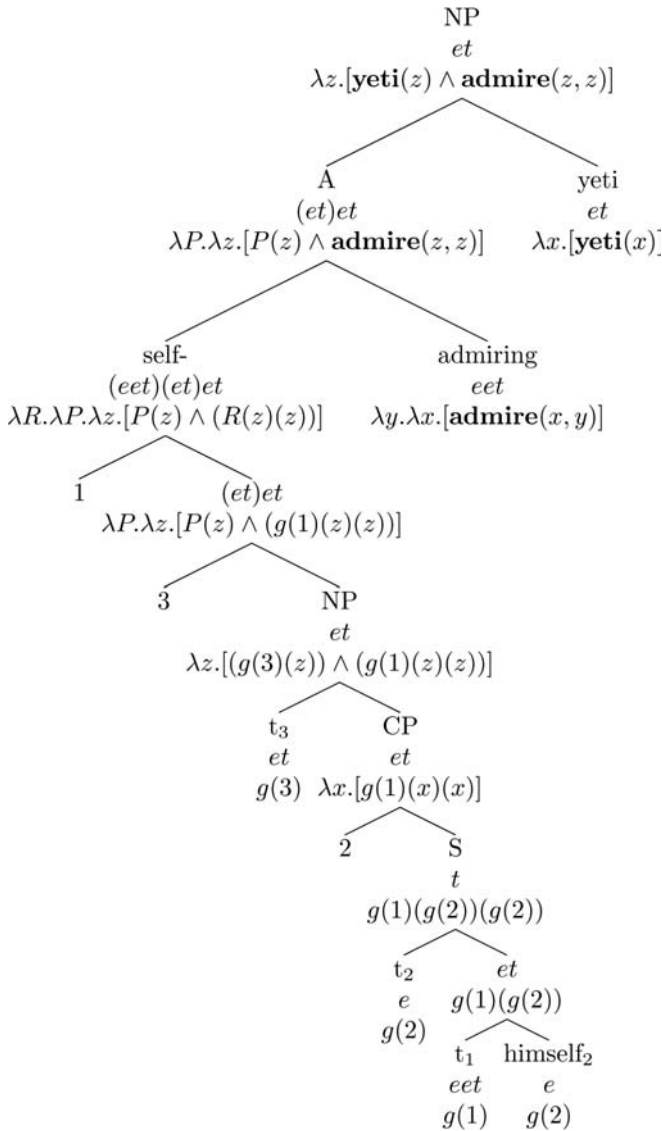 NP
et
λz.[yeti(z) ∧ admire(z, z)]
A yeti
(et)et et
λP.λz.[P(z) ∧ admire(z, z)] λx.[yeti(x)]
self- admiring
(eet)(et)et eet
λR.λP.λz.[P(z) ∧ (R(z)(z))] λy.λx.[admire(x, y)]
1 (et)et
λP.λz.[P(z) ∧ (g(1)(z)(z))]
3 NP
et
λz.[(g(3)(z)) ∧ (g(1)(z)(z))]
t₃ CP
et et
g(3) λx.[g(1)(x)(x)]
2 S
t
g(1)(g(2))(g(2))
t₂ et
e g(1)(g(2))
g(2)
t₁ himself₂
eet e
g(1) g(2)